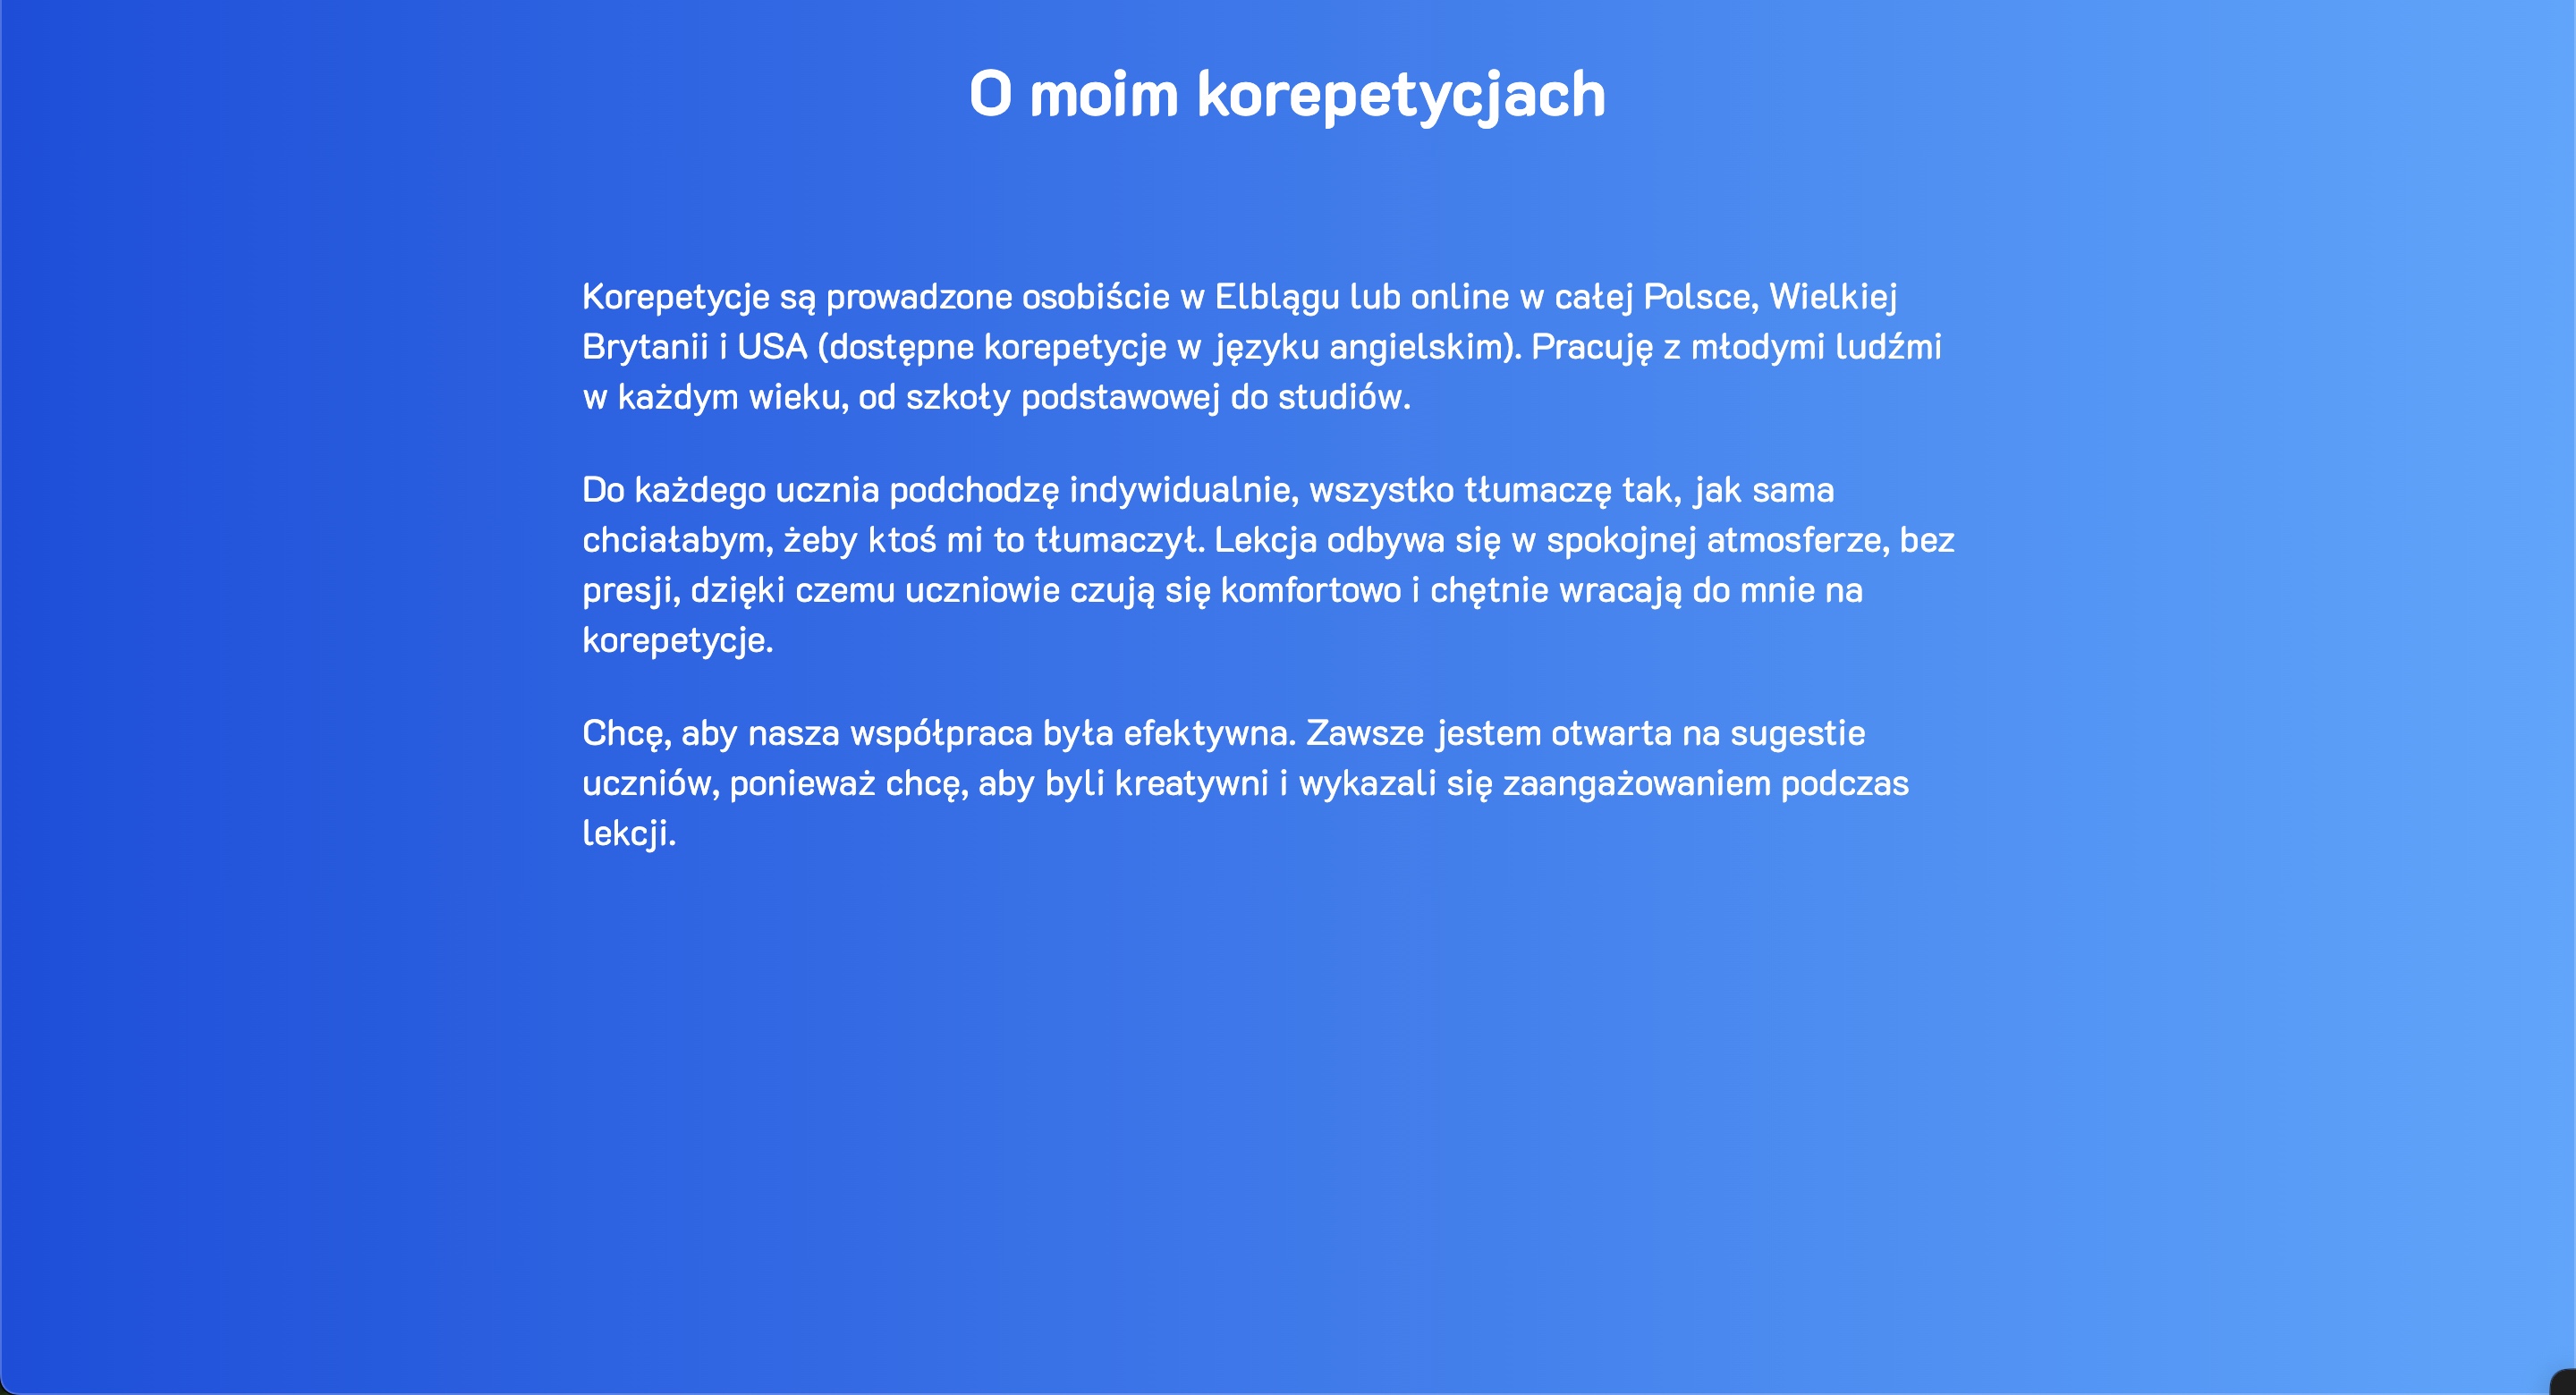 O moim korepetycjach
Korepetycje są prowadzone osobiście w Elblągu lub online w całej Polsce, Wielkiej
Brytanii i USA (dostępne korepetycje w języku angielskim). Pracuję z młodymi ludźmi
w każdym wieku, od szkoły podstawowej do studiów.
Do każdego ucznia podchodzę indywidualnie, wszystko tłumaczę tak, jak sama
chciałabym, żeby ktoś mi to tłumaczył. Lekcja odbywa się w spokojnej atmosferze, bez
presji, dzięki czemu uczniowie czują się komfortowo i chętnie wracają do mnie na
korepetycje.
Chcę, aby nasza współpraca była efektywna. Zawsze jestem otwarta na sugestie
uczniów, ponieważ chcę, aby byli kreatywni i wykazali się zaangażowaniem podczas
lekcji.